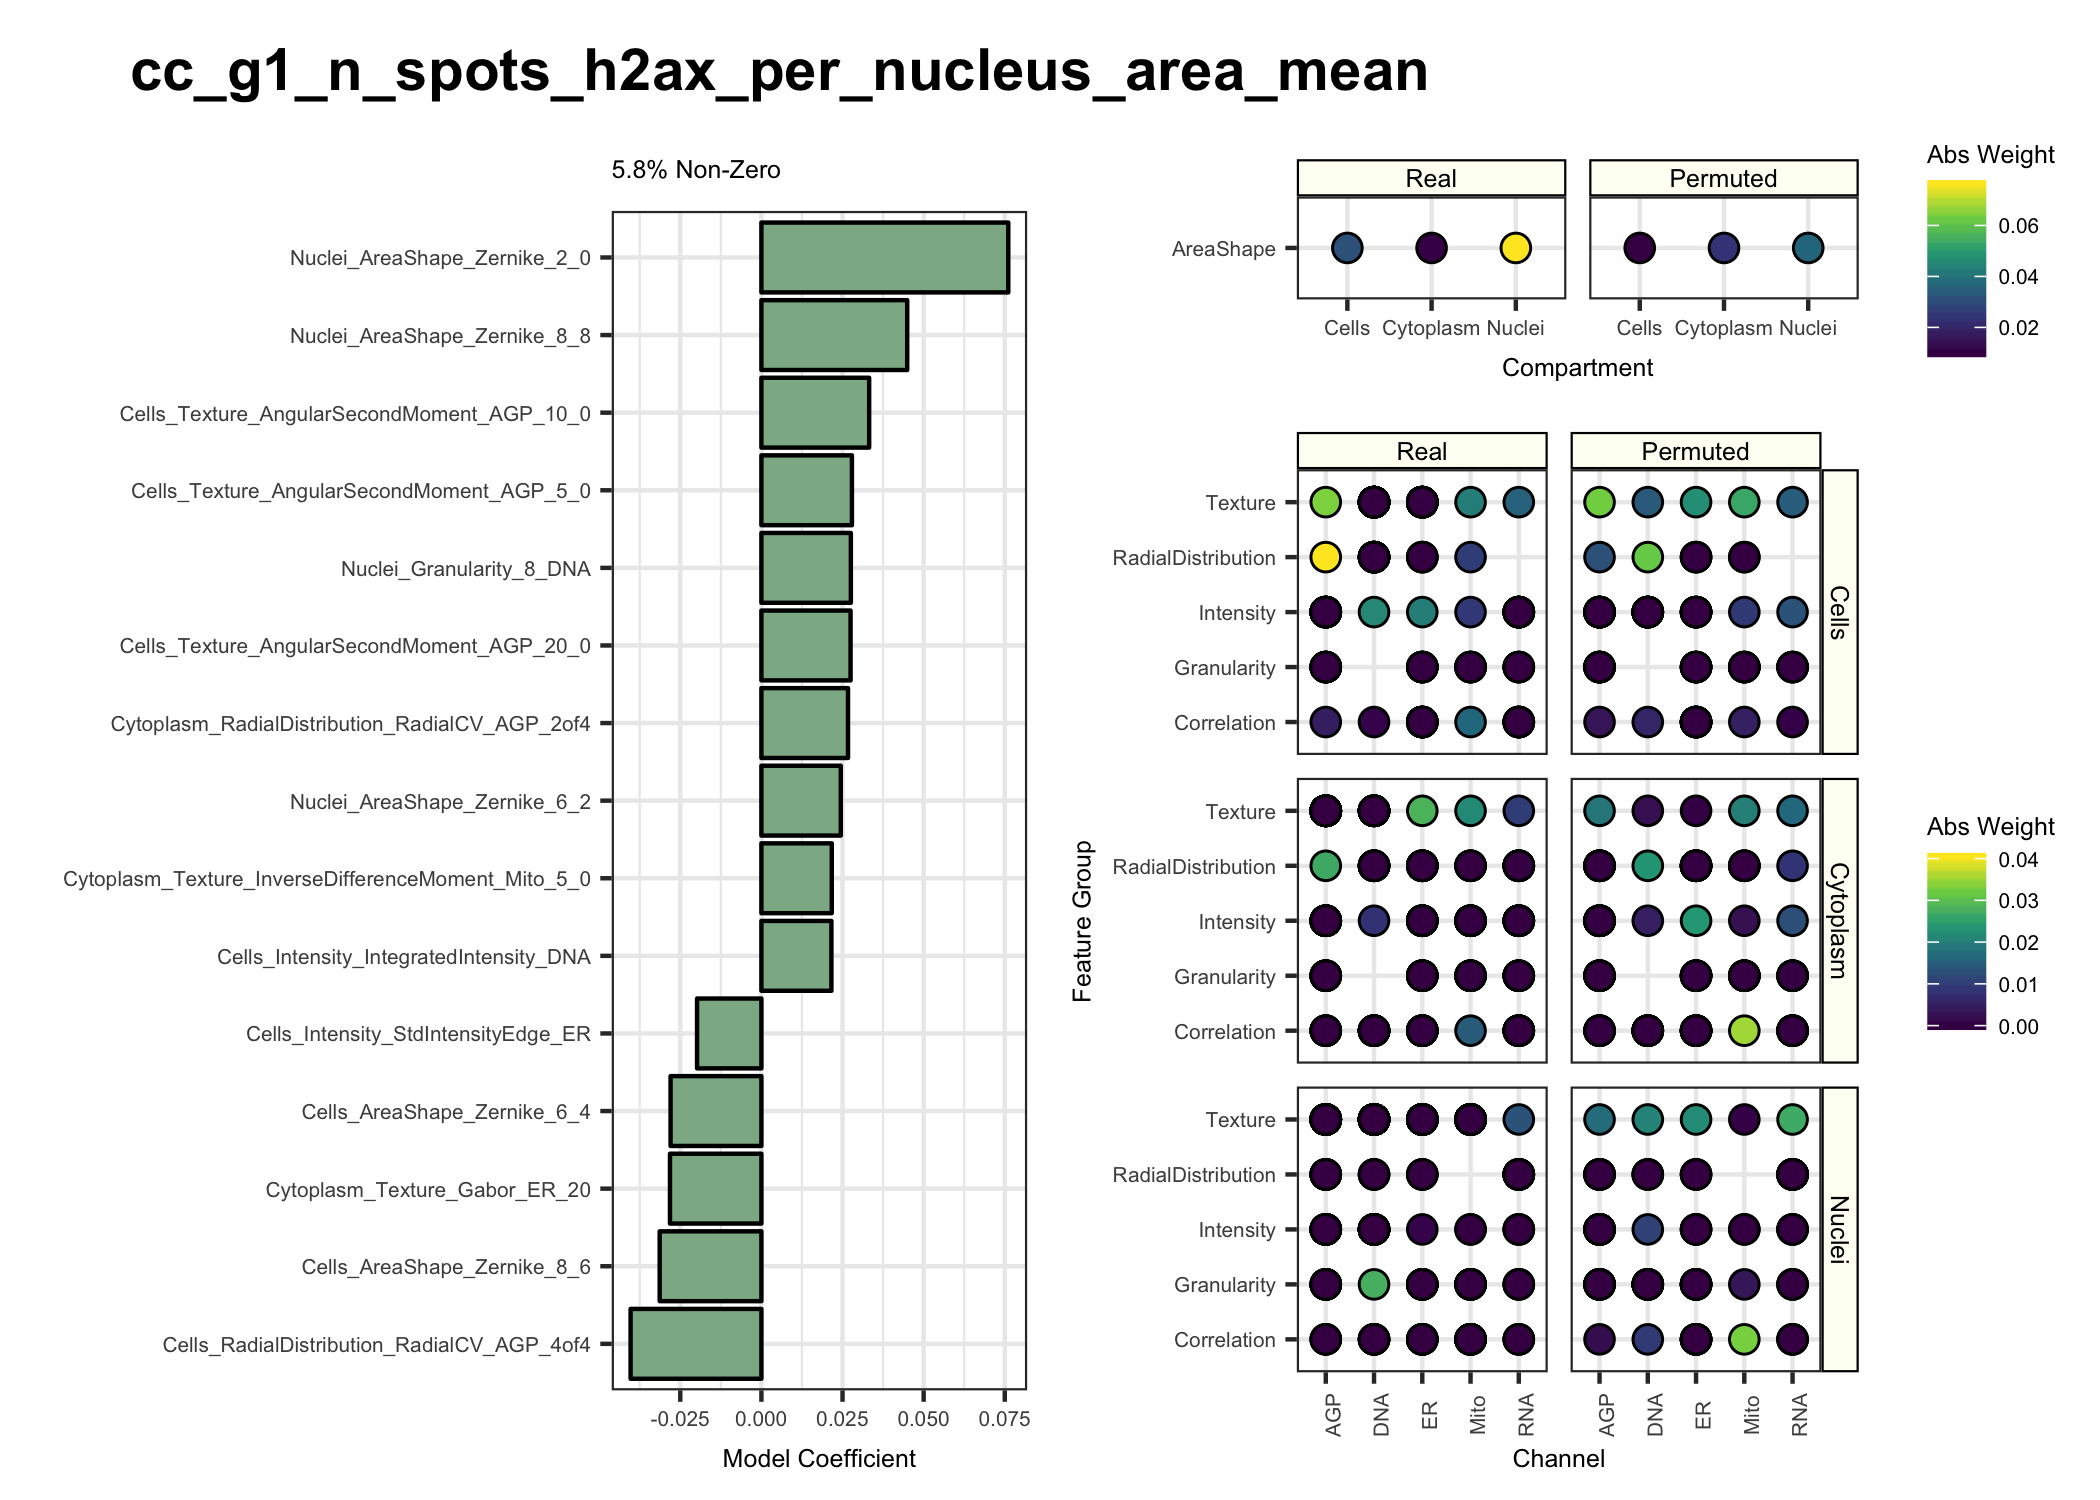 cc_g1_n_spots_h2ax_per_nucleus_area_mean
5.8% Non-Zero
Nuclei_AreaShape_Zernike_2_0
Nuclei_AreaShape_Zernike_8_8
Cells_Texture_AngularSecondMoment_AGP_10_0
Cells_Texture_AngularSecondMoment_AGP_5_0
Nuclei_Granularity_8_DNA
Cells_Texture_AngularSecondMoment_AGP_20_0
Cytoplasm_RadialDistribution_RadialCV_AGP_2of4
Nuclei_AreaShape_Zernike_6_2
Cytoplasm_Texture_InverseDifferenceMoment_Mito_5_0
Cells_Intensity_IntegratedIntensity_DNA
Cells_Intensity_StdIntensityEdge_ER
Cells_AreaShape_Zernike_6_4
Cytoplasm_Texture_Gabor_ER_20
Cells_AreaShape_Zernike_8_6
Cells_RadialDistribution_RadialCV_AGP_4of4
-0.025 0.000 0.025 0.050 0.075
Model Coefficient
Real Permuted
AreaShape
Cells Cytoplasm Nuclei Cells Cytoplasm Nuclei
Compartment
Abs Weight
0.06
0.04
0.02
Real Permuted
Feature Group
Texture
RadialDistribution
Intensity
Granularity
Correlation
Cells
Texture
RadialDistribution
Intensity
Granularity
Correlation
Cytoplasm
Texture
RadialDistribution
Intensity
Granularity
Correlation
Nuclei
AGP DNA ER Mito RNA AGP DNA ER Mito RNA
Channel
Abs Weight
0.04
0.03
0.02
0.01
0.00